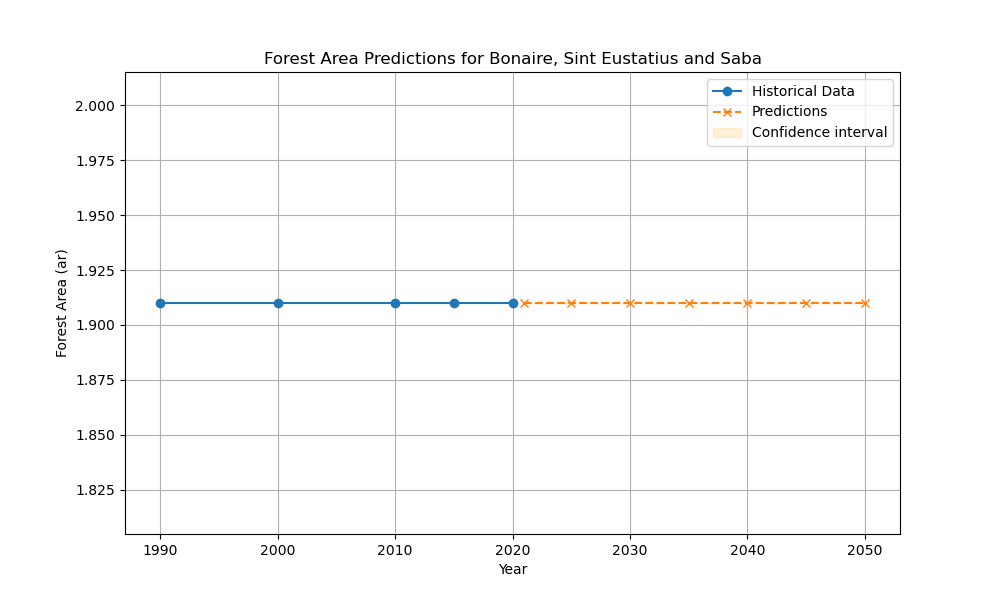 Forest Area Predictions for Bonaire, Sint Eustatius and Saba
Historical Data
Predictions
Confidence interval
Forest Area (ar)
2.000
1.975
1.950
1.925
1.900
1.875
1.850
1.825
1990
2000
2010
2020
2030
2040
2050
Year